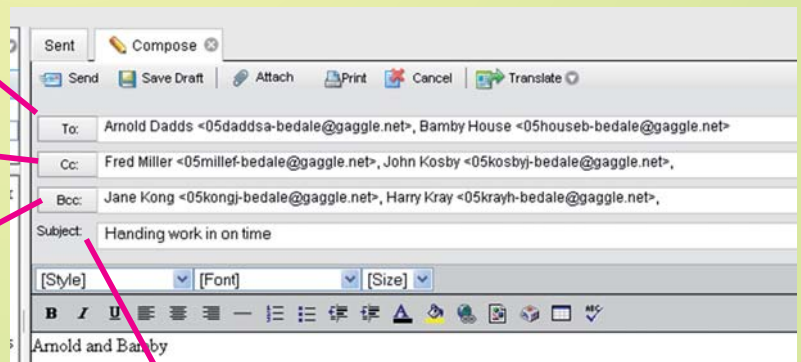 Sent Compose
Send Save Draft Attach Print Cancel Translate
To: Arnold Dadds <05daddsa-bedale@gaggle.net>, Bamby House <05houseb-bedale@gaggle.net>
Cc: Fred Miller <05millef-bedale@gaggle.net>, John Kosby <05kosbyj-bedale@gaggle.net>,
Bcc: Jane Kong <05kongj-bedale@gaggle.net>, Harry Kray <05krayh-bedale@gaggle.net>,
Subject: Handing work in on time
[Style] [Font] [Size]
B I U A ABC
Arnold and Bamby